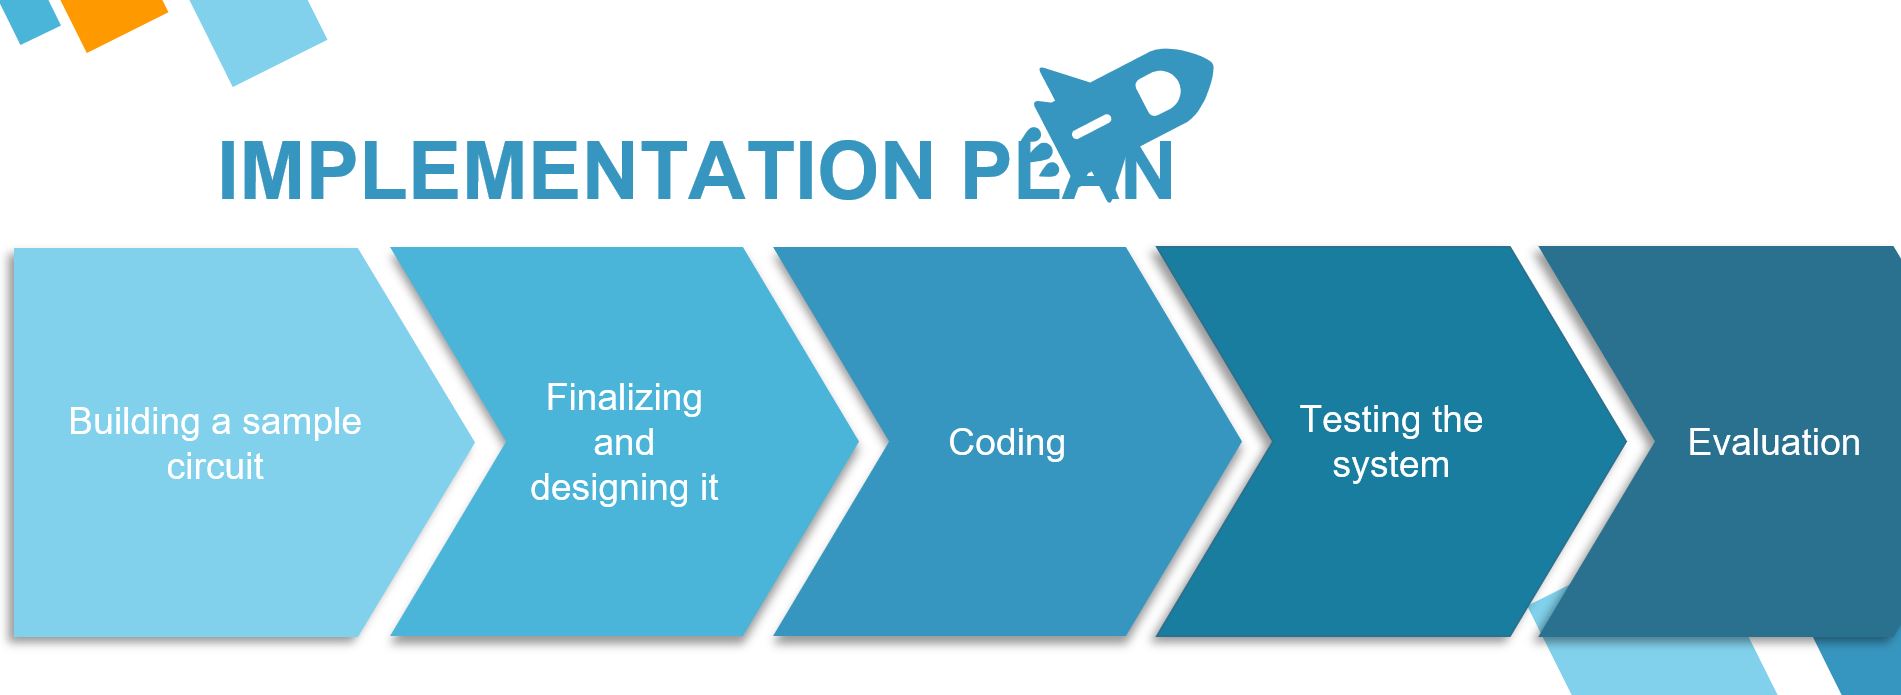 IMPLEMENTATION PLAN
Building a sample
circuit
Finalizing
and
designing it
Coding
Testing the
system
Evaluation